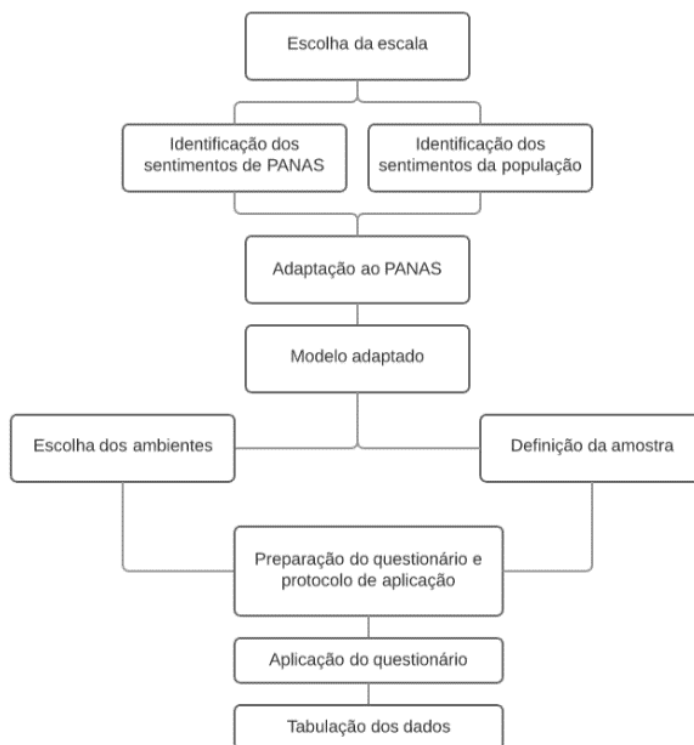 Escolha da escala
Identificação dos
sentimentos de PANAS
Identificação dos
sentimentos da população
Adaptação ao PANAS
Modelo adaptado
Escolha dos ambientes
Definição da amostra
Preparação do questionário e
protocolo de aplicação
Aplicação do questionário
Tabulação dos dados